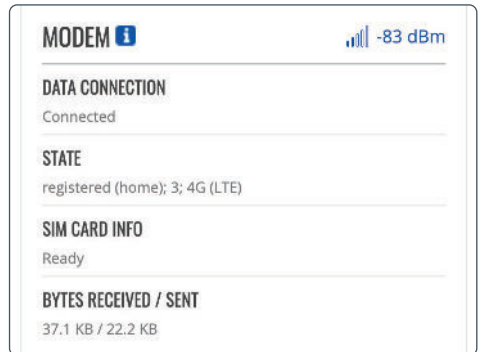 MODEM i -83 dBm
DATA CONNECTION
Connected
STATE
registered (home); 3; 4G (LTE)
SIM CARD INFO
Ready
BYTES RECEIVED / SENT
37.1 KB / 22.2 KB